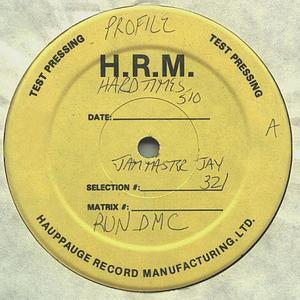 PROFILE
TEST PRESSING
TEST PRESSING
H.R.M.
HARD TIMES
510
DATE:
A
JAM MASTER JAY
321
SELECTION #:
MATRIX #:
RUN DMC
HAUPPAUGE RECORD MANUFACTURING, LTD.